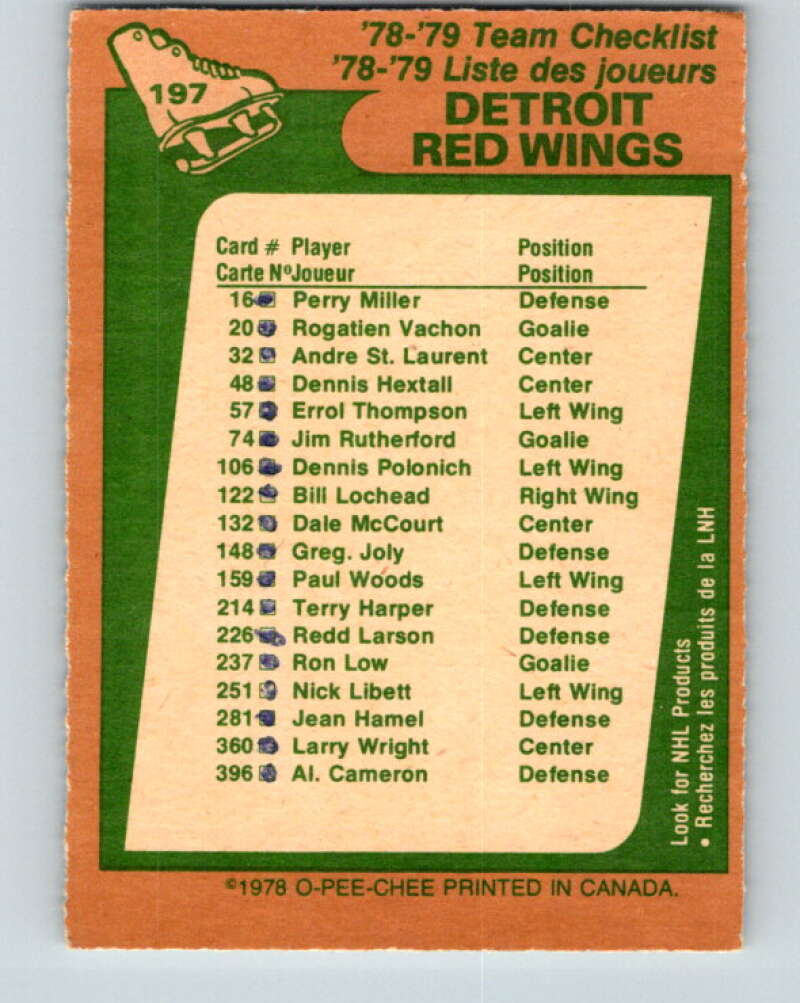 '78-'79 Team Checklist
'78-'79 Liste des joueurs
197
DETROIT
RED WINGS
Card # Player Position
Carte Nº Joueur Position
16 Perry Miller Defense
20 Rogatien Vachon Goalie
32 Andre St. Laurent Center
48 Dennis Hextall Center
57 Errol Thompson Left Wing
74 Jim Rutherford Goalie
106 Dennis Polonich Left Wing
122 Bill Lochead Right Wing
132 Dale McCourt Center
148 Greg. Joly Defense
159 Paul Woods Left Wing
214 Terry Harper Defense
226 Redd Larson Defense
237 Ron Low Goalie
251 Nick Libett Left Wing
281 Jean Hamel Defense
360 Larry Wright Center
396 Al. Cameron Defense
Look for NHL Products
• Recherchez les produits de la LNH
©1978 O-PEE-CHEE PRINTED IN CANADA.